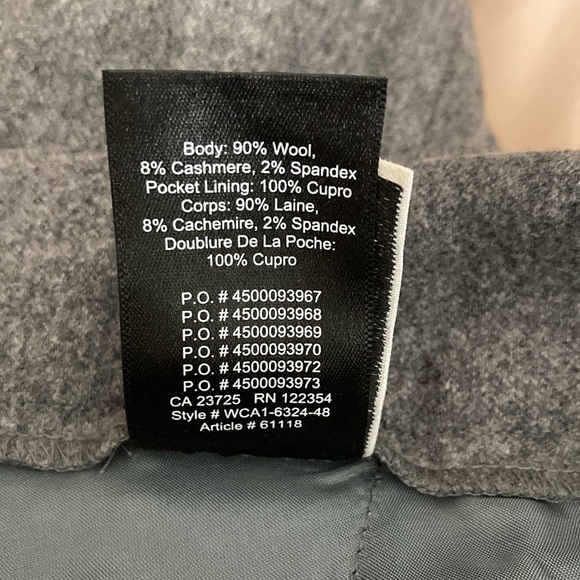 Body: 90% Wool,
8% Cashmere, 2% Spandex
Pocket Lining: 100% Cupro
Corps: 90% Laine,
8% Cachemire, 2% Spandex
Doublure De La Poche:
100% Cupro
P.O. # 4500093967
P.O. # 4500093968
P.O. # 4500093969
P.O. # 4500093970
P.O. # 4500093972
P.O. # 4500093973
CA 23725 RN 122354
Style # WCA1-6324-48
Article # 61118